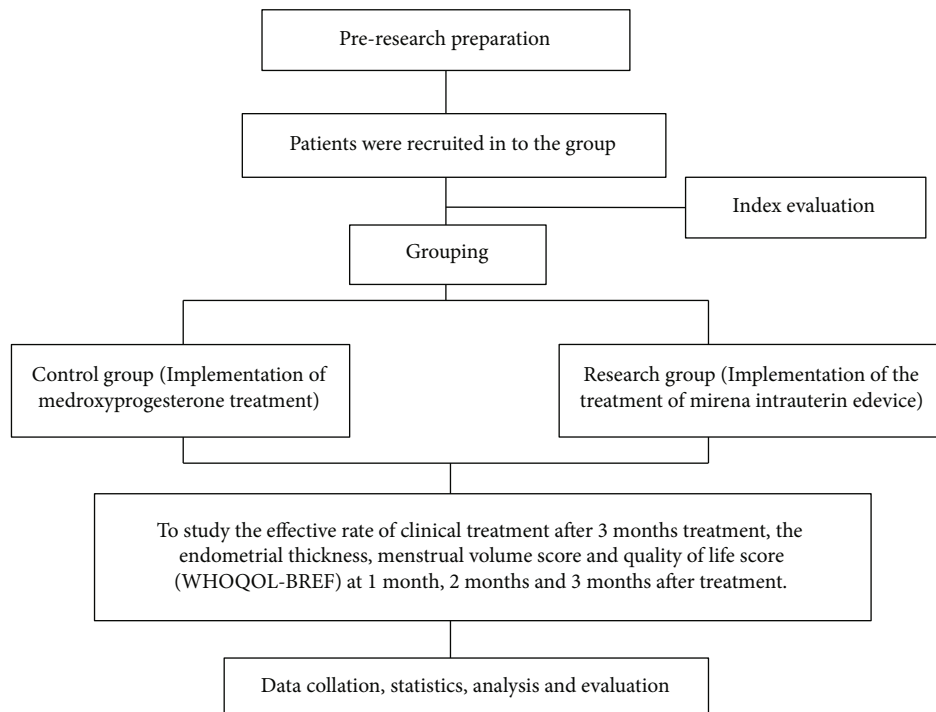 Pre-research preparation
Patients were recruited in to the group
Index evaluation
Grouping
Control group (Implementation of
medroxyprogesterone treatment)
Research group (Implementation of the
treatment of mirena intrauterin edevice)
To study the effective rate of clinical treatment after 3 months treatment, the
endometrial thickness, menstrual volume score and quality of life score
(WHOQOL-BREF) at 1 month, 2 months and 3 months after treatment.
Data collation, statistics, analysis and evaluation